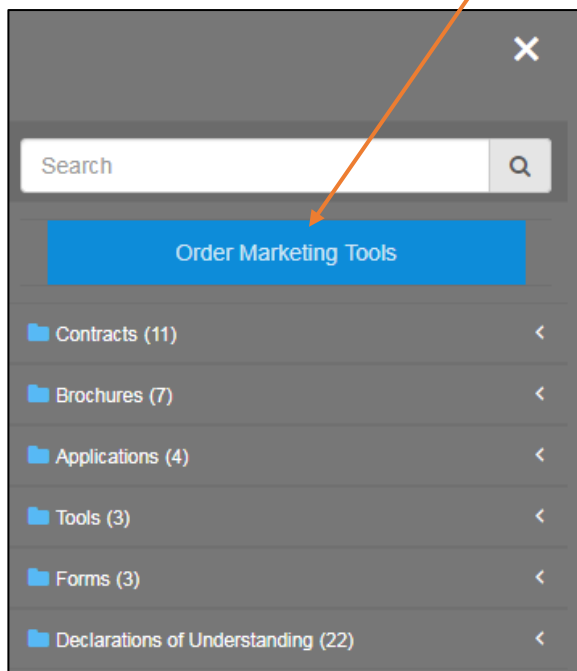 Search
Order Marketing Tools
Contracts (11)
Brochures (7)
Applications (4)
Tools (3)
Forms (3)
Declarations of Understanding (22)